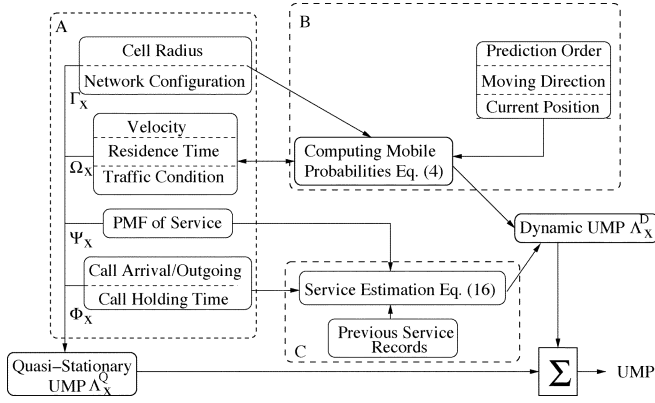 A
B
Cell Radius
Network Configuration
Γx
Prediction Order
Moving Direction
Current Position
Velocity
Residence Time
Traffic Condition
Ωx
Computing Mobile
Probabilities Eq. (4)
PMF of Service
Ψx
Dynamic UMP Λ D x
Call Arrival/Outgoing
Call Holding Time
Φx
Service Estimation Eq. (16)
Previous Service
Records
C
Quasi–Stationary
UMP Λ Q x
Σ
UMP